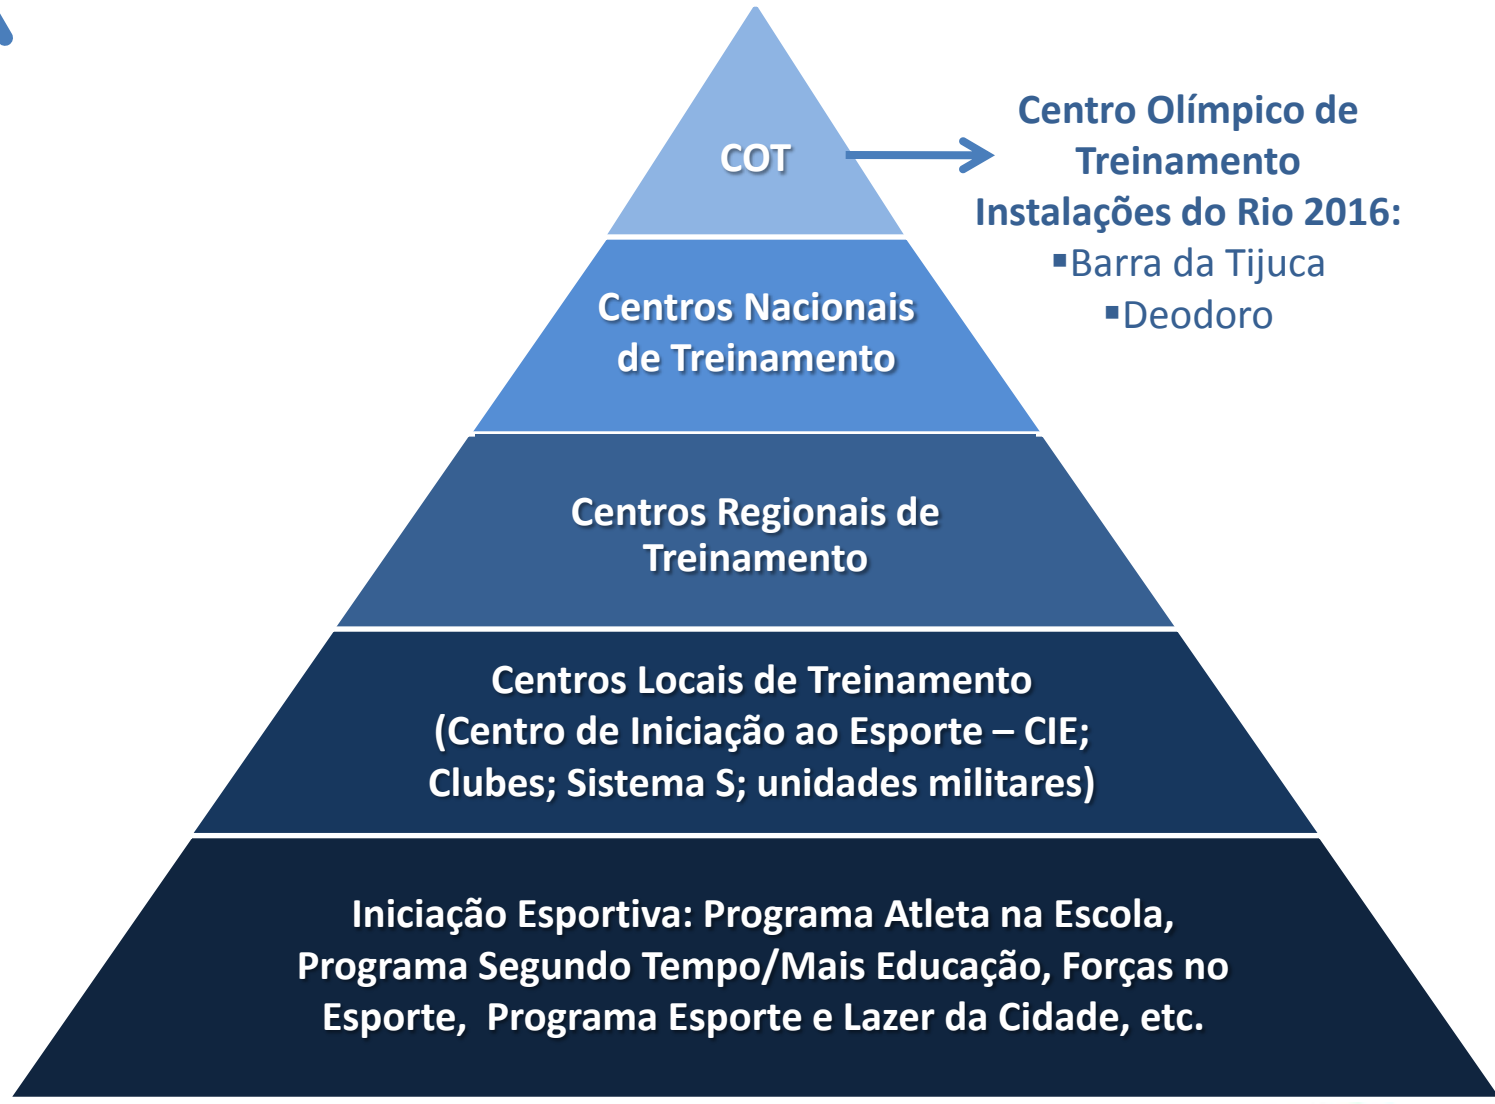 COT
Centro Olímpico de
Treinamento
Instalações do Rio 2016:
▪Barra da Tijuca
▪Deodoro
Centros Nacionais
de Treinamento
Centros Regionais de
Treinamento
Centros Locais de Treinamento
(Centro de Iniciação ao Esporte – CIE;
Clubes; Sistema S; unidades militares)
Iniciação Esportiva: Programa Atleta na Escola,
Programa Segundo Tempo/Mais Educação, Forças no
Esporte, Programa Esporte e Lazer da Cidade, etc.